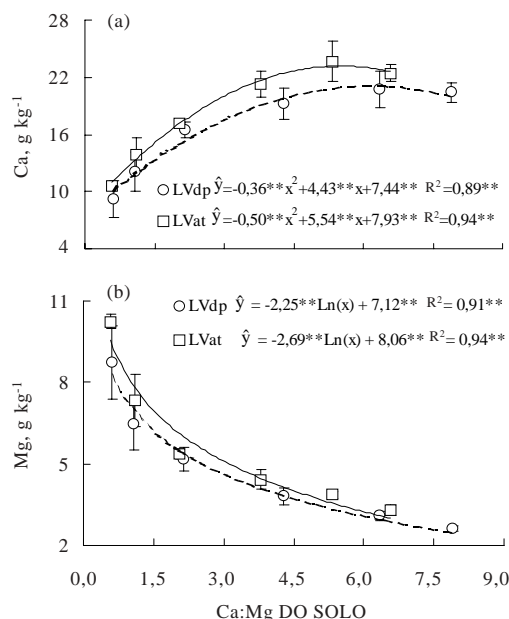 (a)
28
22
16
10
4
Ca, g kg⁻¹
LVdp ŷ=-0,36**x²+4,43**x+7,44** R²=0,89**
LVat ŷ=-0,50**x²+5,54**x+7,93** R²=0,94**
(b)
11
8
5
2
Mg, g kg⁻¹
LVdp ŷ = -2,25**Ln(x) + 7,12** R²= 0,91**
LVat ŷ = -2,69**Ln(x) + 8,06** R²= 0,94**
0,0 1,5 3,0 4,5 6,0 7,5 9,0
Ca:Mg DO SOLO